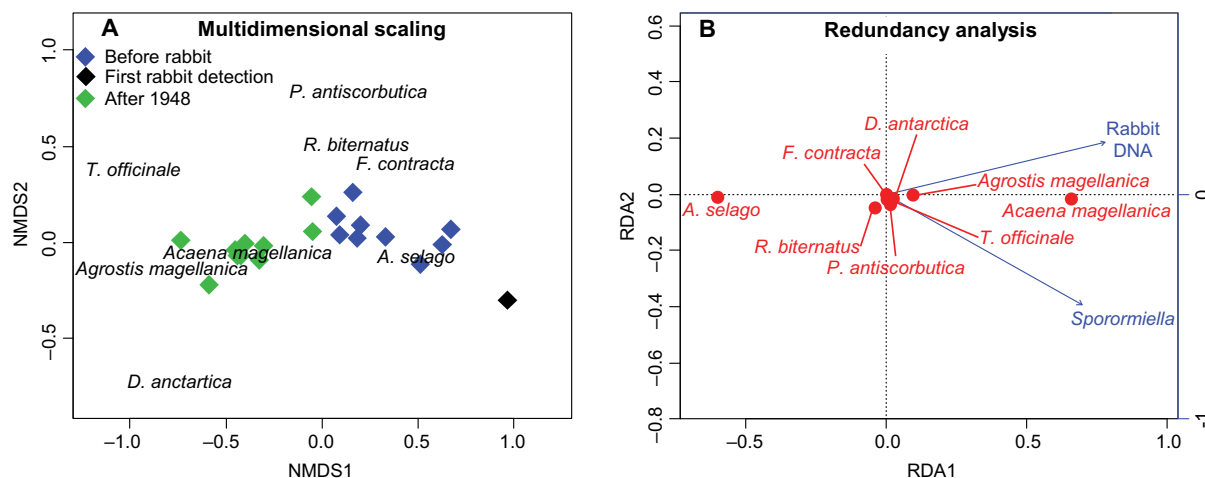 A
Multidimensional scaling
Before rabbit
First rabbit detection
After 1948
P. antiscorbutica
R. biternatus
F. contracta
T. officinale
Acaena magellanica
A. selago
Agrostis magellanica
D. anctartica
1.0
0.5
0.0
–0.5
NMDS2
–1.0
–0.5
0.0
0.5
1.0
NMDS1
B
Redundancy analysis
D. antarctica
F. contracta
Rabbit
DNA
Agrostis magellanica
A. selago
Acaena magellanica
R. biternatus
T. officinale
P. antiscorbutica
Sporormiella
0.6
0.4
0.2
0.0
–0.2
–0.4
–0.6
–0.8
RDA2
–0.5
0.0
0.5
1.0
RDA1
0